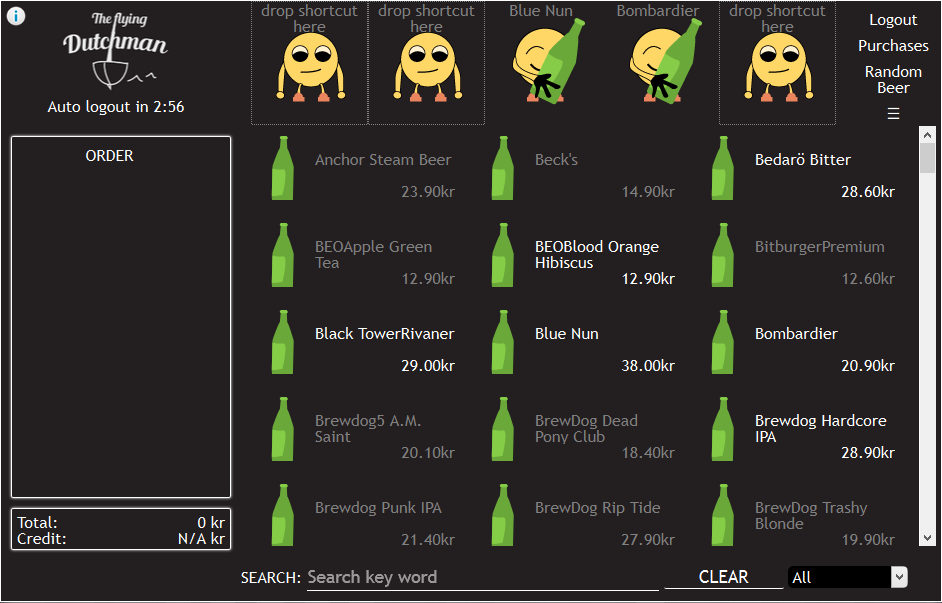 i
The flying
Dutchman
Auto logout in 2:56
drop shortcut
here
drop shortcut
here
Blue Nun
Bombardier
drop shortcut
here
Logout
Purchases
Random
Beer
☰
ORDER
Total: 0 kr
Credit: N/A kr
Anchor Steam Beer
23.90kr
Beck's
14.90kr
Bedarö Bitter
28.60kr
BEOApple Green
Tea
12.90kr
BEOBlood Orange
Hibiscus
12.90kr
BitburgerPremium
12.60kr
Black TowerRivaner
29.00kr
Blue Nun
38.00kr
Bombardier
20.90kr
Brewdog5 A.M.
Saint
20.10kr
BrewDog Dead
Pony Club
18.40kr
Brewdog Hardcore
IPA
28.90kr
Brewdog Punk IPA
21.40kr
BrewDog Rip Tide
27.90kr
BrewDog Trashy
Blonde
19.90kr
SEARCH: Search key word
CLEAR
All